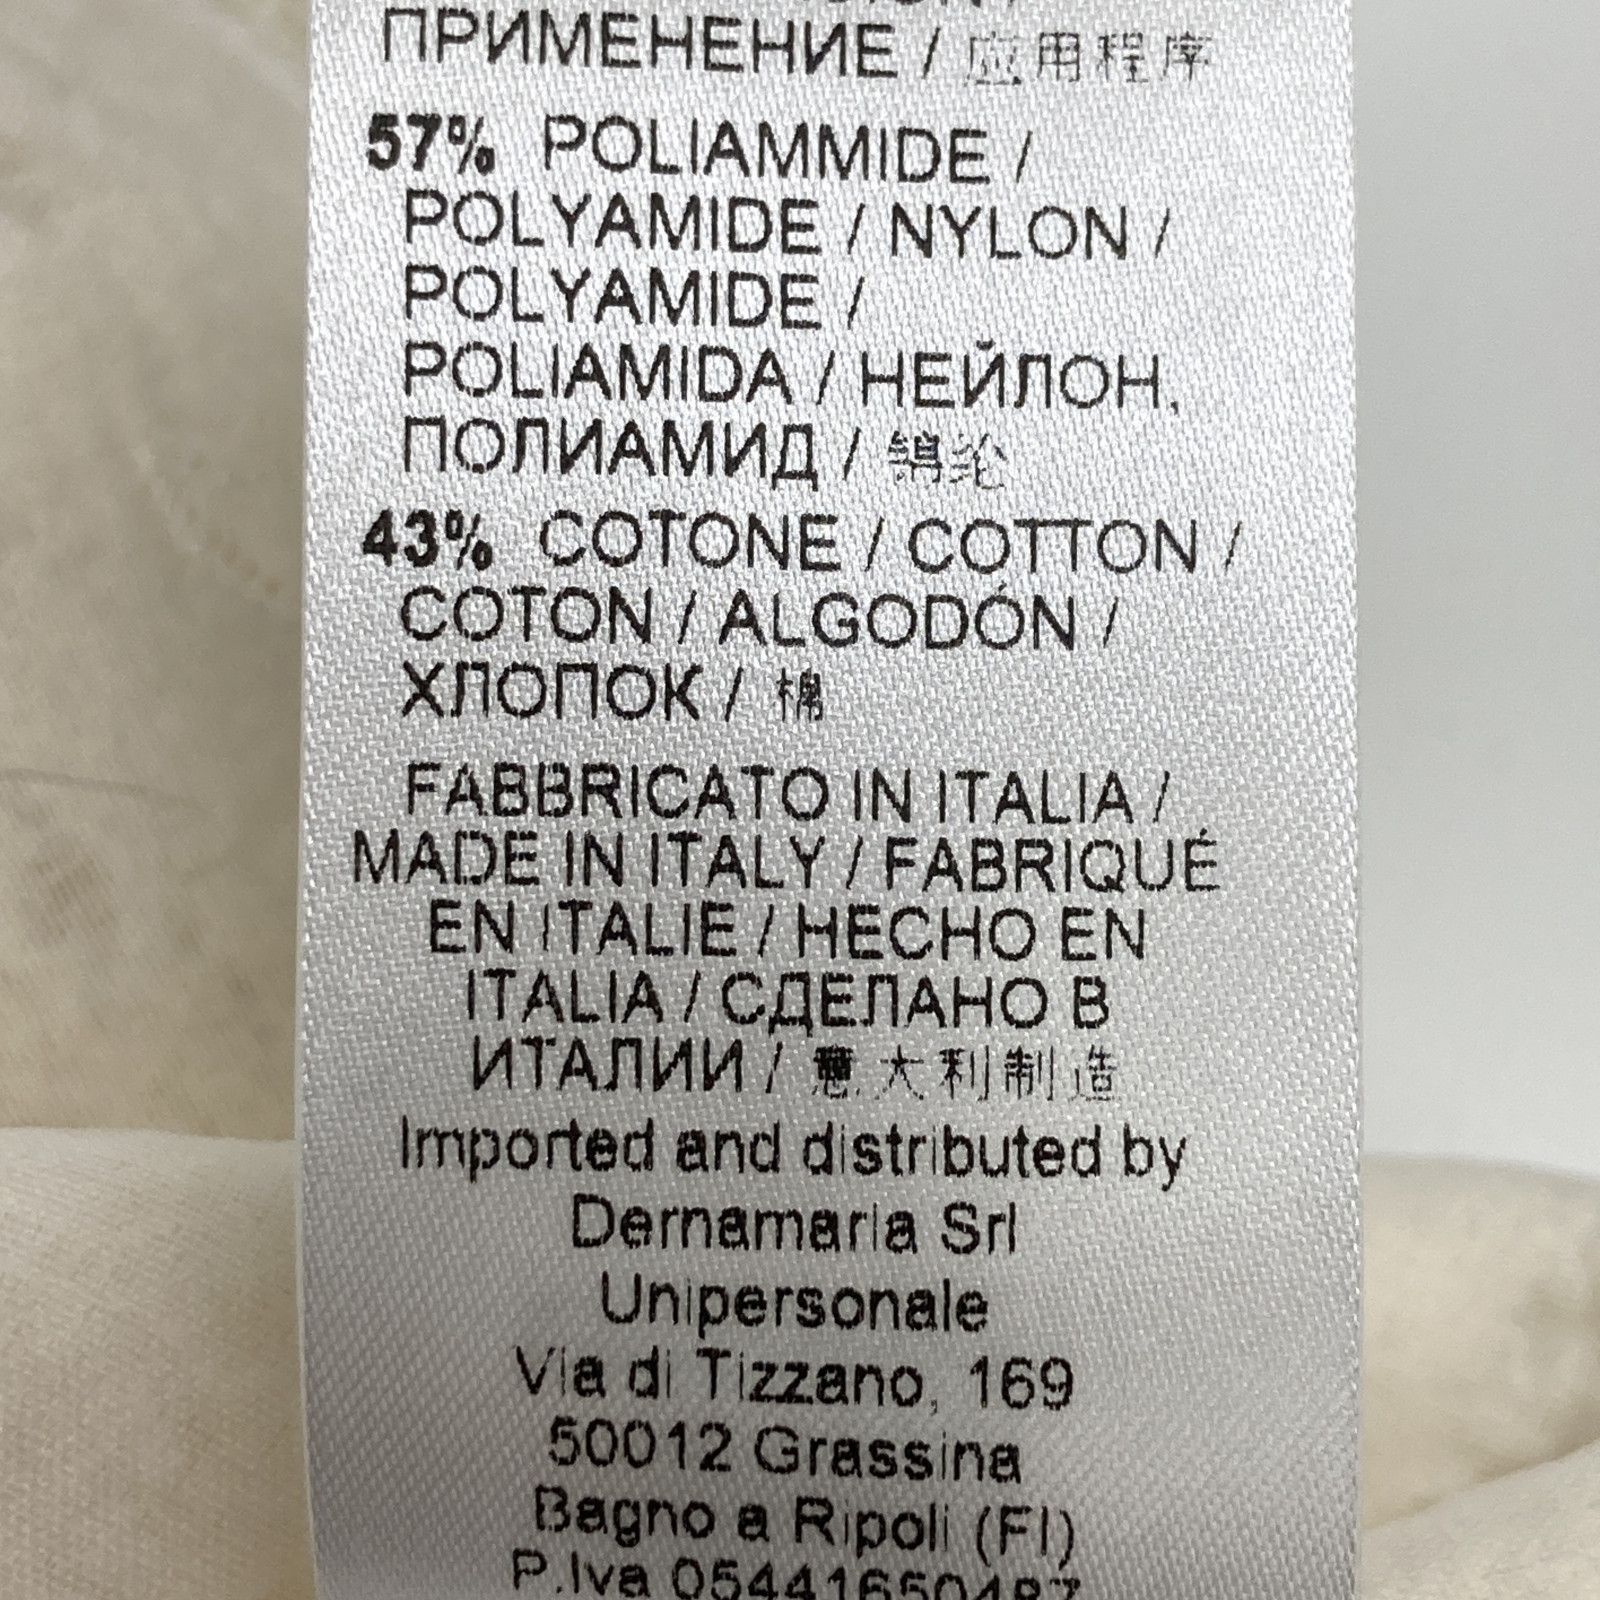 ПРИМЕНЕНИЕ / 应用程序
57% POLIAMMIDE /
POLYAMIDE / NYLON /
POLYAMIDE /
POLIAMIDA / НЕЙЛОН,
ПОЛИАМИД / 锦纶
43% COTONE / COTTON /
COTON / ALGODÓN /
ХЛОПОК / 棉
FABBRICATO IN ITALIA /
MADE IN ITALY / FABRIQUÉ
EN ITALIE / HECHO EN
ITALIA / СДЕЛАНО В
ИТАЛИИ / 意大利制造
Imported and distributed by
Dernamaria Srl
Unipersonale
Via di Tizzano, 169
50012 Grassina
Bagno a Ripoli (FI)
P.Iva 05441650487